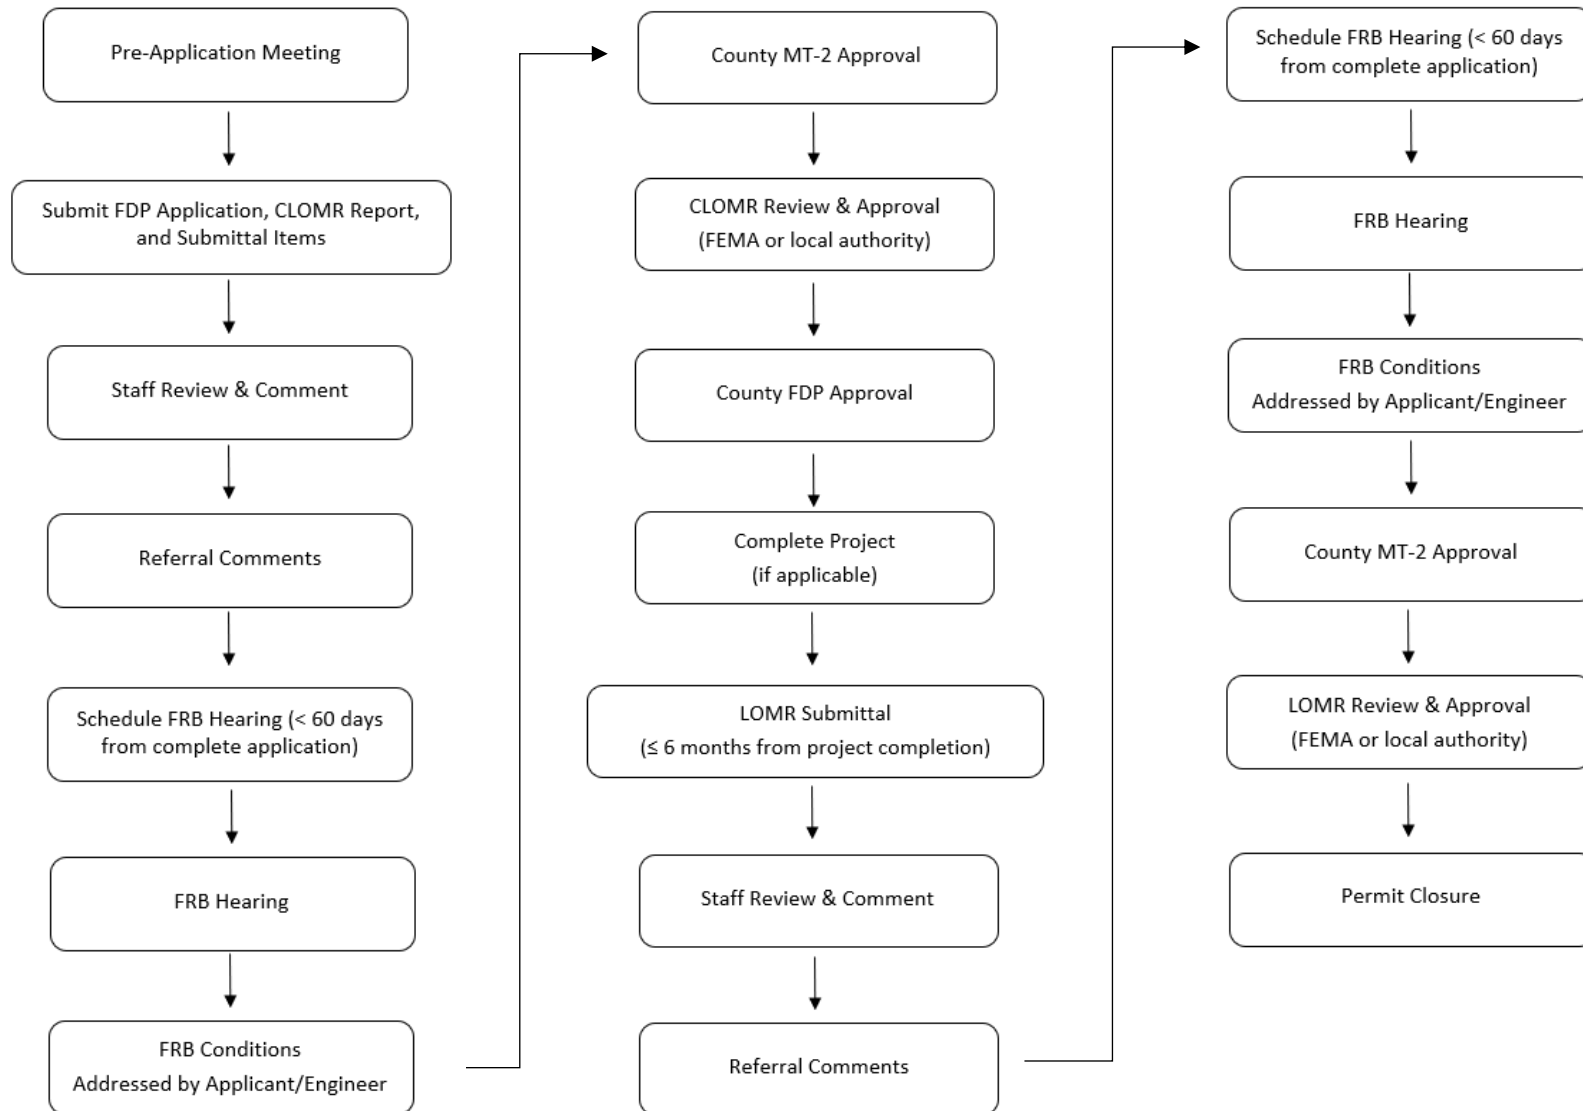 Pre-Application Meeting
Submit FDP Application, CLOMR Report,
and Submittal Items
Staff Review & Comment
Referral Comments
Schedule FRB Hearing (< 60 days
from complete application)
FRB Hearing
FRB Conditions
Addressed by Applicant/Engineer
County MT-2 Approval
CLOMR Review & Approval
(FEMA or local authority)
County FDP Approval
Complete Project
(if applicable)
LOMR Submittal
(≤ 6 months from project completion)
Staff Review & Comment
Referral Comments
Schedule FRB Hearing (< 60 days
from complete application)
FRB Hearing
FRB Conditions
Addressed by Applicant/Engineer
County MT-2 Approval
LOMR Review & Approval
(FEMA or local authority)
Permit Closure